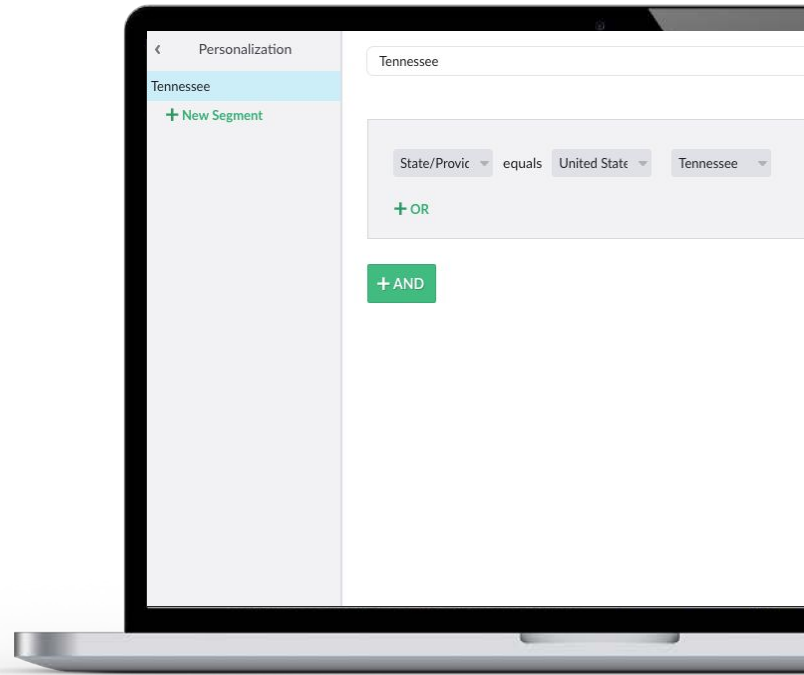 Personalization
Tennessee
+ New Segment
Tennessee
State/Provic equals United State Tennessee
+ OR
+ AND